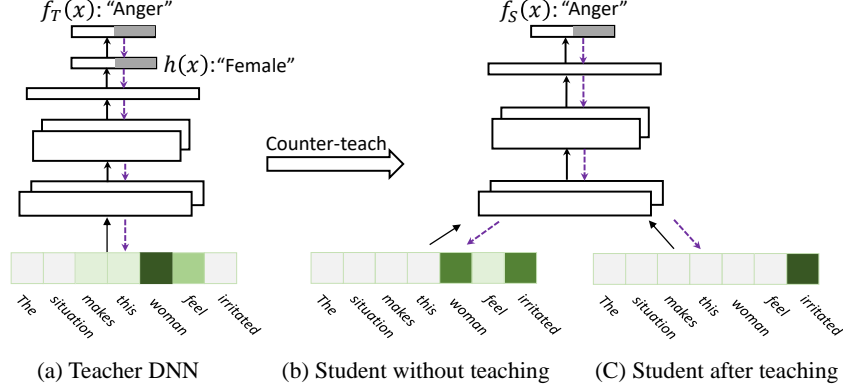 f_T(x): "Anger"
h(x): "Female"
f_S(x): "Anger"
Counter-teach
The situation makes this woman feel irritated
The situation makes this woman feel irritated
The situation makes this woman feel irritated
(a) Teacher DNN
(b) Student without teaching
(C) Student after teaching